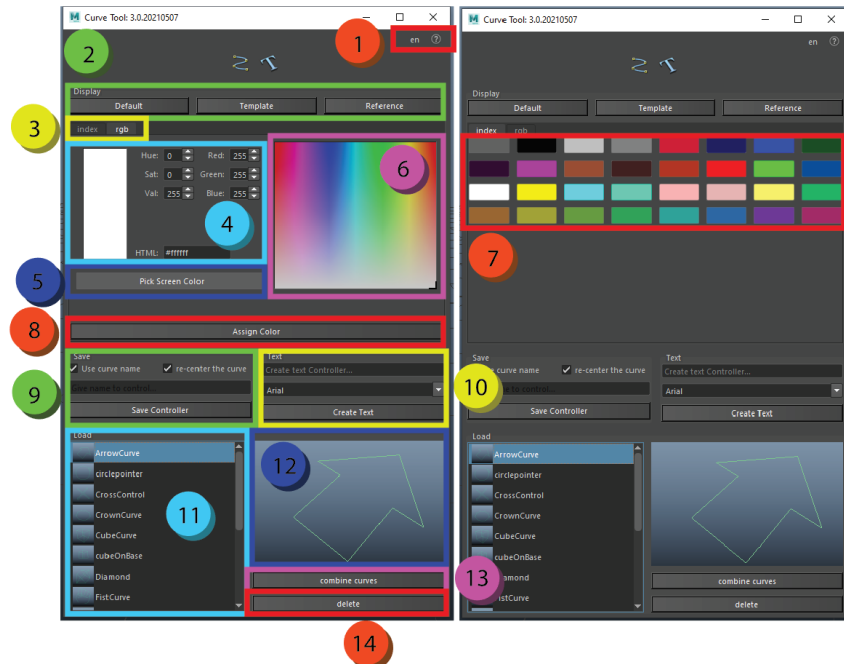 Curve Tool: 3.0.20210507
1
en
2
Display
Default
Template
Reference
3
index
rgb
Hue: 0
Red: 255
6
Sat: 0
Green: 255
Val: 255
Blue: 255
4
HTML: #ffffff
5
Pick Screen Color
8
Assign Color
Save
Use curve name
re-center the curve
Give name to control...
9
Save Controller
Text
Create text Controller...
Arial
Create Text
Load
ArrowCurve
circlepointer
CrossControl
CrownCurve
CubeCurve
cubeOnBase
Diamond
FistCurve
11
12
combine curves
delete
14
Curve Tool: 3.0.20210507
en
Display
Default
Template
Reference
index
rgb
7
Save
curve name
re-center the curve
Save Controller
Text
Create text Controller...
10
Arial
Create Text
Load
ArrowCurve
circlepointer
CrossControl
CrownCurve
CubeCurve
cubeOnBase
amond
istCurve
13
combine curves
delete